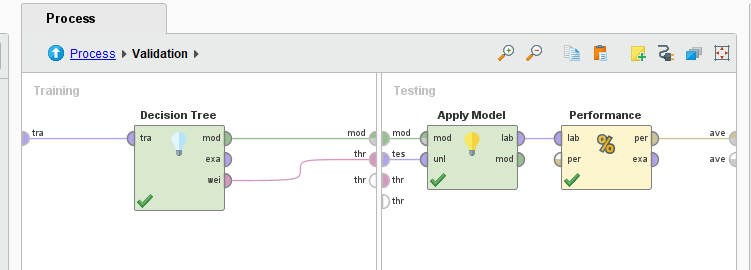 Process
Process Validation
Training
Testing
Decision Tree
Apply Model
Performance
tra
tra
mod
mod
mod
mod
lab
lab
per
ave
exa
thr
tes
unl
mod
per
exa
ave
wei
thr
thr
thr
%